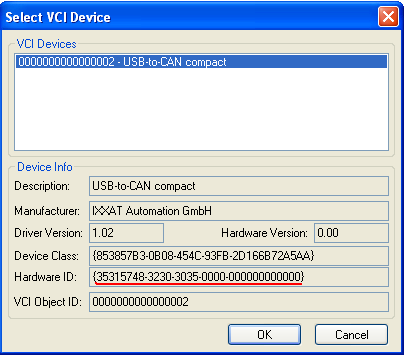 Select VCI Device
VCI Devices
0000000000000002 - USB-to-CAN compact
Device Info
Description: USB-to-CAN compact
Manufacturer: IXXAT Automation GmbH
Driver Version: 1.02 Hardware Version: 0.00
Device Class: {853857B3-0B08-454C-93FB-2D166B72A5AA}
Hardware ID: {35315748-3230-3035-0000-000000000000}
VCI Object ID: 0000000000000002
OK Cancel